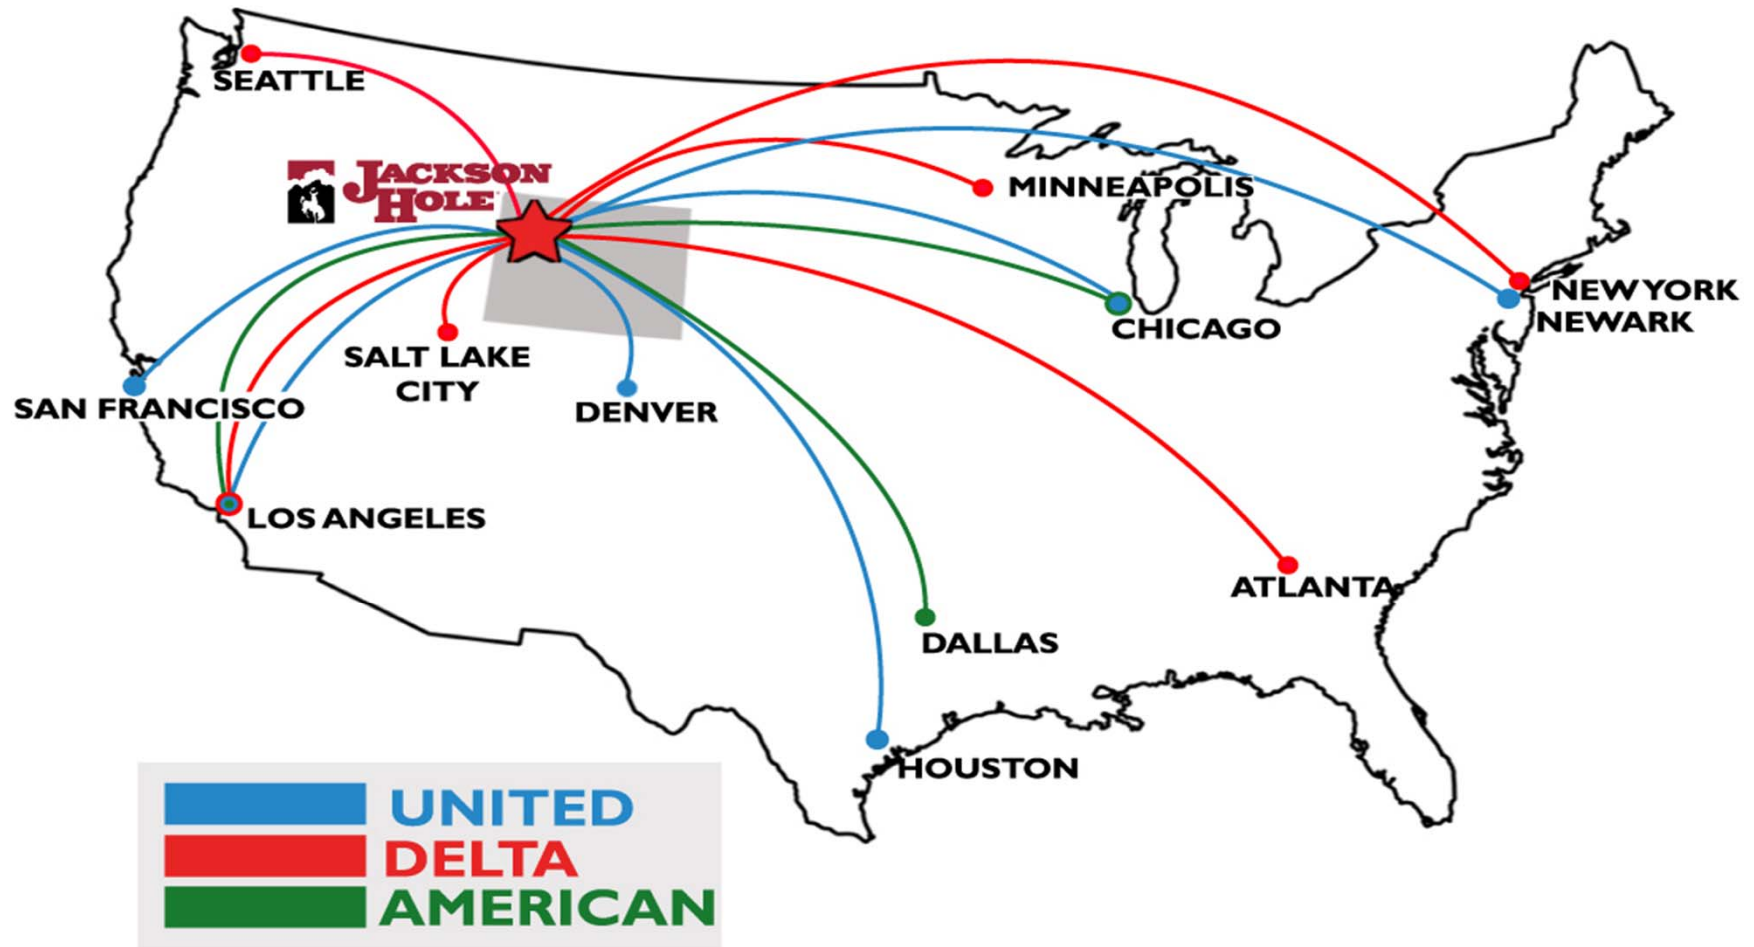 SEATTLE
JACKSON
HOLE
MINNEAPOLIS
NEW YORK
NEWARK
CHICAGO
SALT LAKE
CITY
DENVER
SAN FRANCISCO
LOS ANGELES
ATLANTA
DALLAS
HOUSTON
UNITED
DELTA
AMERICAN